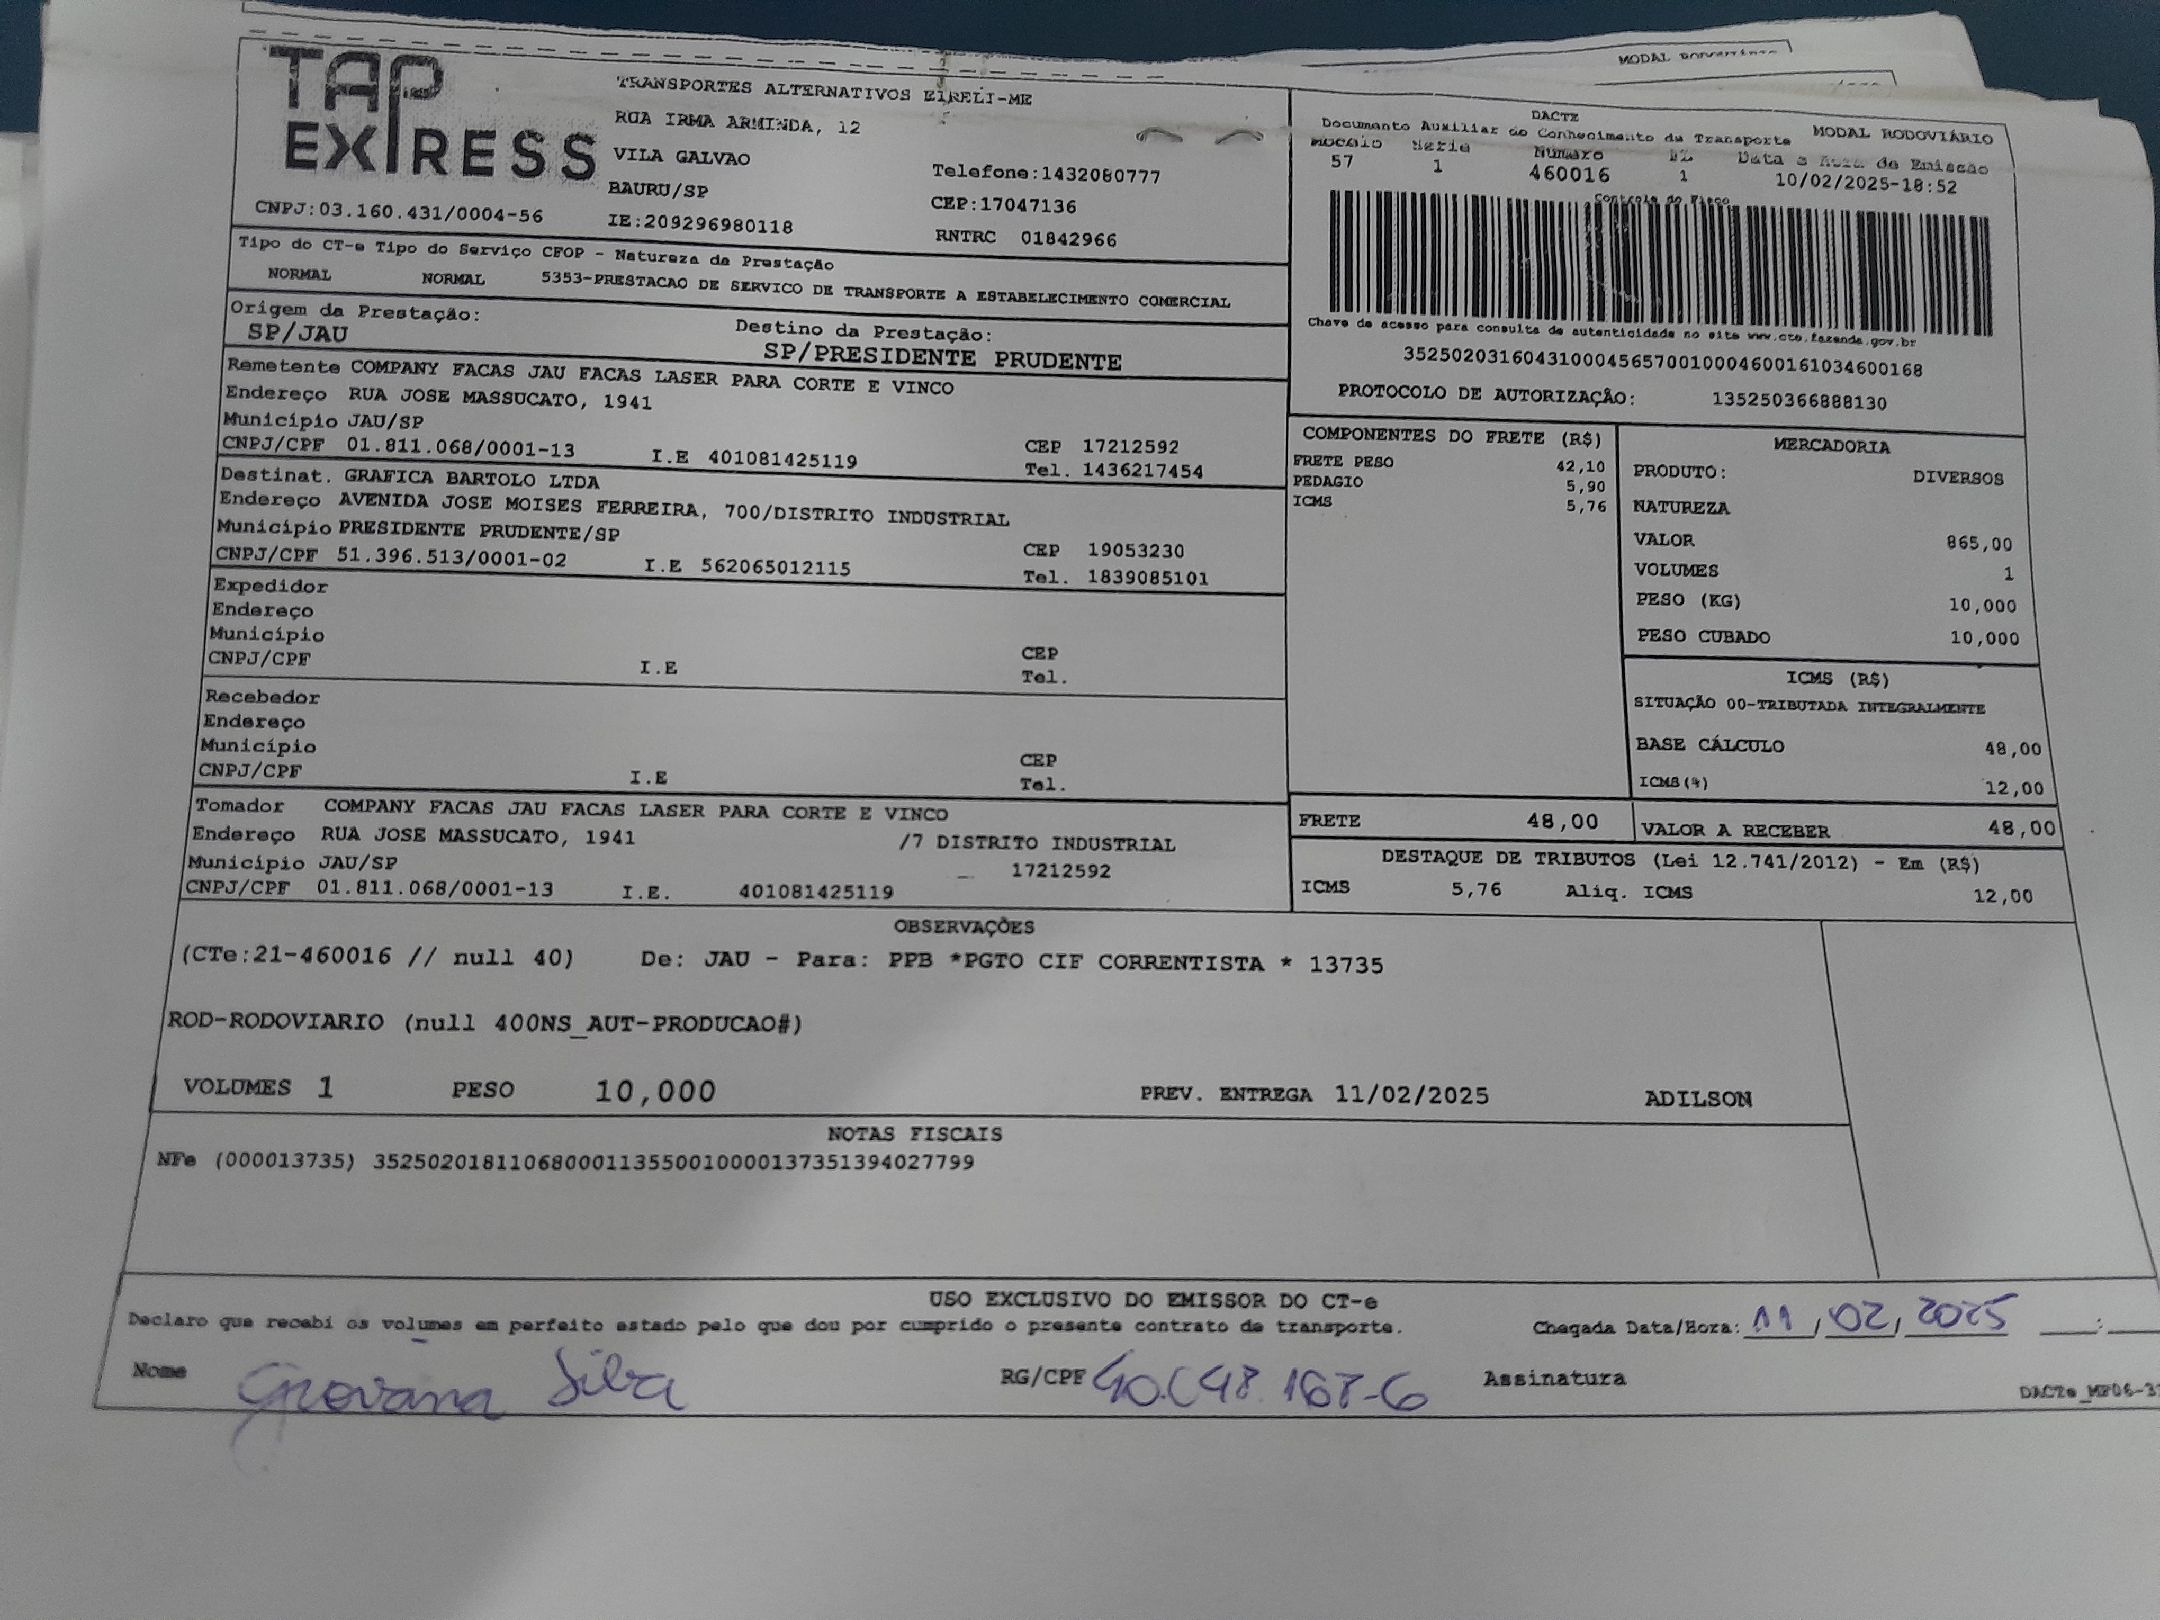 MODAL RODOVIÁRIO
TAP
EXPRESS
CNPJ:03.160.431/0004-56
TRANSPORTES ALTERNATIVOS EIRELI-ME
RUA IRMA ARMINDA, 12
VILA GALVAO
BAURU/SP
IE:209296980118
Telefone:1432080777
CEP:17047136
RNTRC 01842966
DACTE
Documento Auxiliar do Conhecimento de Transporte MODAL RODOVIÁRIO
Modelo Serie Número FL Data e Hora de Emissão
57 1 460016 1 10/02/2025-18:52
Controle do Fisco
Chave de acesso para consulta de autenticidade no site www.cte.fazenda.gov.br
35250203160431000456570010004600161034600168
PROTOCOLO DE AUTORIZAÇÃO: 135250366888130
Tipo do CT-e Tipo do Serviço CFOP - Natureza da Prestação
NORMAL NORMAL 5353-PRESTACAO DE SERVICO DE TRANSPORTE A ESTABELECIMENTO COMERCIAL
Origem da Prestação: Destino da Prestação:
SP/JAU SP/PRESIDENTE PRUDENTE
Remetente COMPANY FACAS JAU FACAS LASER PARA CORTE E VINCO
Endereço RUA JOSE MASSUCATO, 1941
Município JAU/SP CEP 17212592
CNPJ/CPF 01.811.068/0001-13 I.E 401081425119 Tel. 1436217454
Destinat. GRAFICA BARTOLO LTDA
Endereço AVENIDA JOSE MOISES FERREIRA, 700/DISTRITO INDUSTRIAL
Município PRESIDENTE PRUDENTE/SP CEP 19053230
CNPJ/CPF 51.396.513/0001-02 I.E 562065012115 Tel. 1839085101
Expedidor
Endereço
Município CEP
CNPJ/CPF I.E Tel.
Recebedor
Endereço
Município CEP
CNPJ/CPF I.E Tel.
Tomador COMPANY FACAS JAU FACAS LASER PARA CORTE E VINCO
Endereço RUA JOSE MASSUCATO, 1941 /7 DISTRITO INDUSTRIAL
Município JAU/SP 17212592
CNPJ/CPF 01.811.068/0001-13 I.E. 401081425119
COMPONENTES DO FRETE (R$)
FRETE PESO 42,10
PEDAGIO 5,90
ICMS 5,76
MERCADORIA
PRODUTO: DIVERSOS
NATUREZA
VALOR 865,00
VOLUMES 1
PESO (KG) 10,000
PESO CUBADO 10,000
ICMS (R$)
SITUAÇÃO 00-TRIBUTADA INTEGRALMENTE
BASE CÁLCULO 48,00
ICMS(%) 12,00
FRETE 48,00 VALOR A RECEBER 48,00
DESTAQUE DE TRIBUTOS (Lei 12.741/2012) - Em (R$)
ICMS 5,76 Aliq. ICMS 12,00
OBSERVAÇÕES
(CTe:21-460016 // null 40) De: JAU - Para: PPB *PGTO CIF CORRENTISTA * 13735
ROD-RODOVIARIO (null 400NS_AUT-PRODUCAO#)
VOLUMES 1 PESO 10,000 PREV. ENTREGA 11/02/2025 ADILSON
NOTAS FISCAIS
NFe (000013735) 35250201811068000113550010000137351394027799
USO EXCLUSIVO DO EMISSOR DO CT-e
Declaro que recebi os volumes em perfeito estado pelo que dou por cumprido o presente contrato de transporte. Chegada Data/Hora: 11/02/2025
Nome Giovana Silva RG/CPF Assinatura